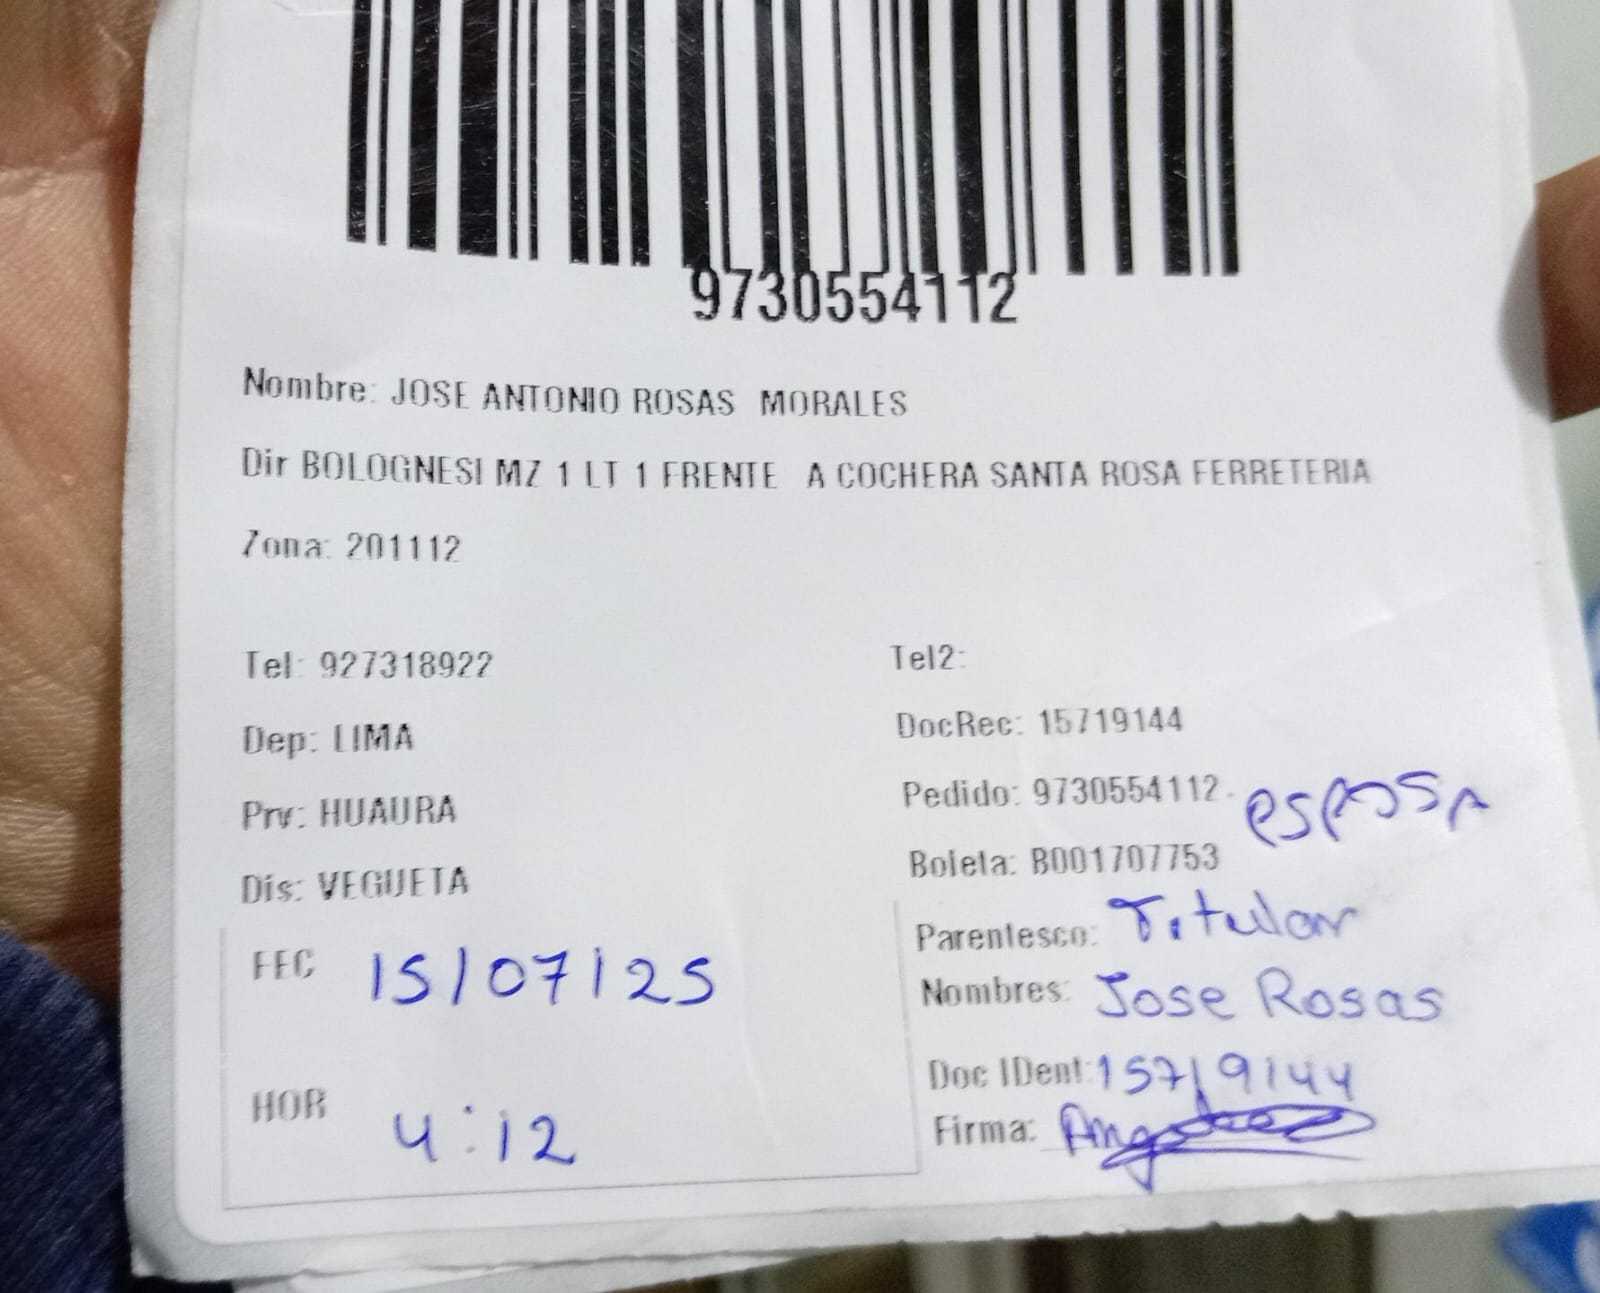 9730554112
Nombre: JOSE ANTONIO ROSAS MORALES
Dir BOLOGNESI MZ 1 LT 1 FRENTE A COCHERA SANTA ROSA FERRETERIA
Zona: 201112
Tel: 927318922
Tel2:
Dep: LIMA
DocRec: 15719144
Prv: HUAURA
Pedido: 9730554112
esposa
Dis: VEGUETA
Boleta: B001707753
Parentesco: Titular
FEC 15/07/25
Nombres: Jose Rosas
Doc IDent: 15719144
HOR 4:12
Firma: